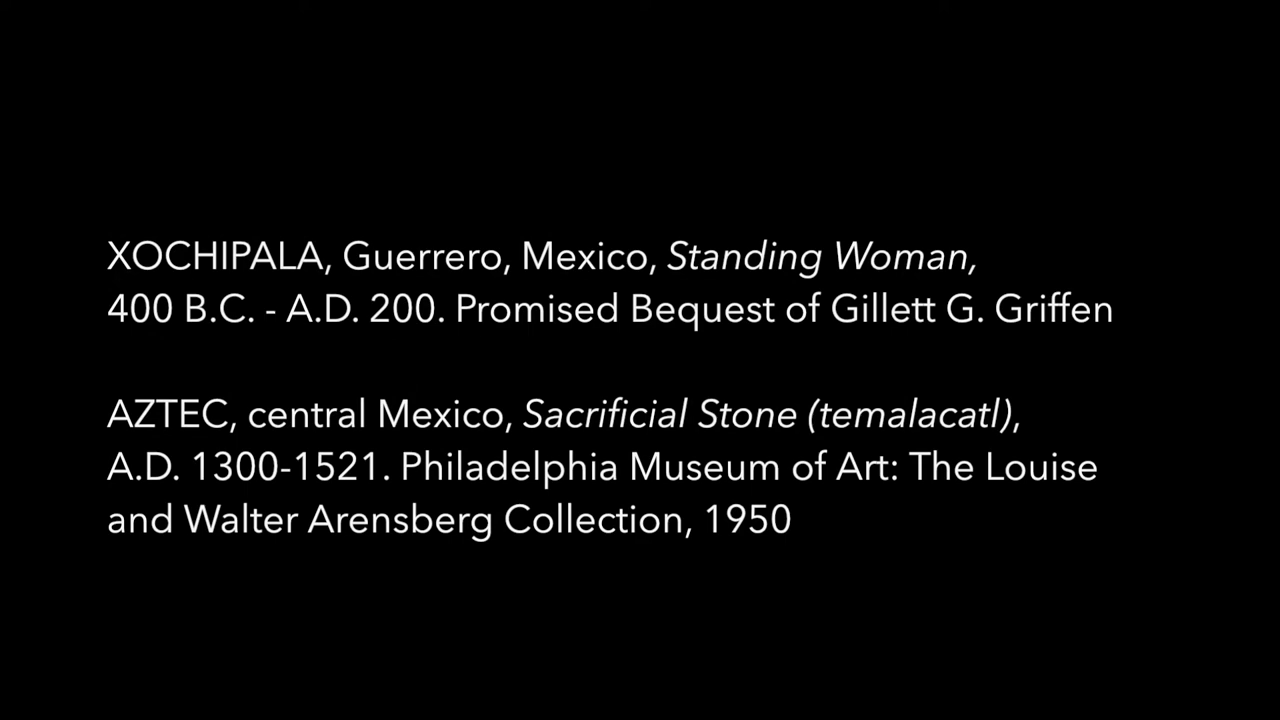 XOCHIPALA, Guerrero, Mexico, Standing Woman,
400 B.C. - A.D. 200. Promised Bequest of Gillett G. Griffen
AZTEC, central Mexico, Sacrificial Stone (temalacatl),
A.D. 1300-1521. Philadelphia Museum of Art: The Louise
and Walter Arensberg Collection, 1950